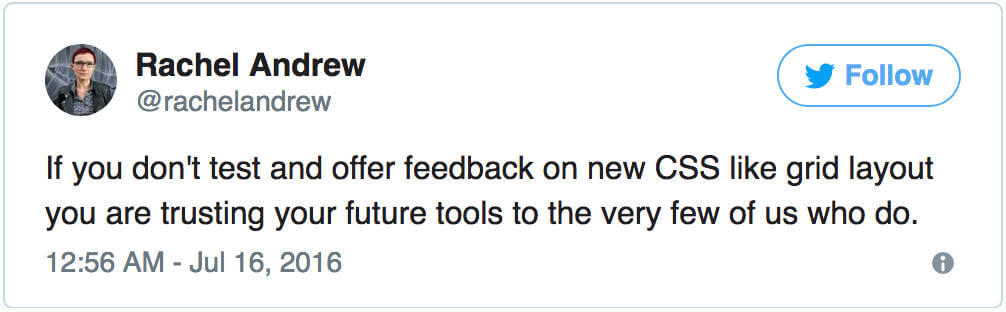 Rachel Andrew
@rachelandrew
Follow
If you don't test and offer feedback on new CSS like grid layout
you are trusting your future tools to the very few of us who do.
12:56 AM - Jul 16, 2016